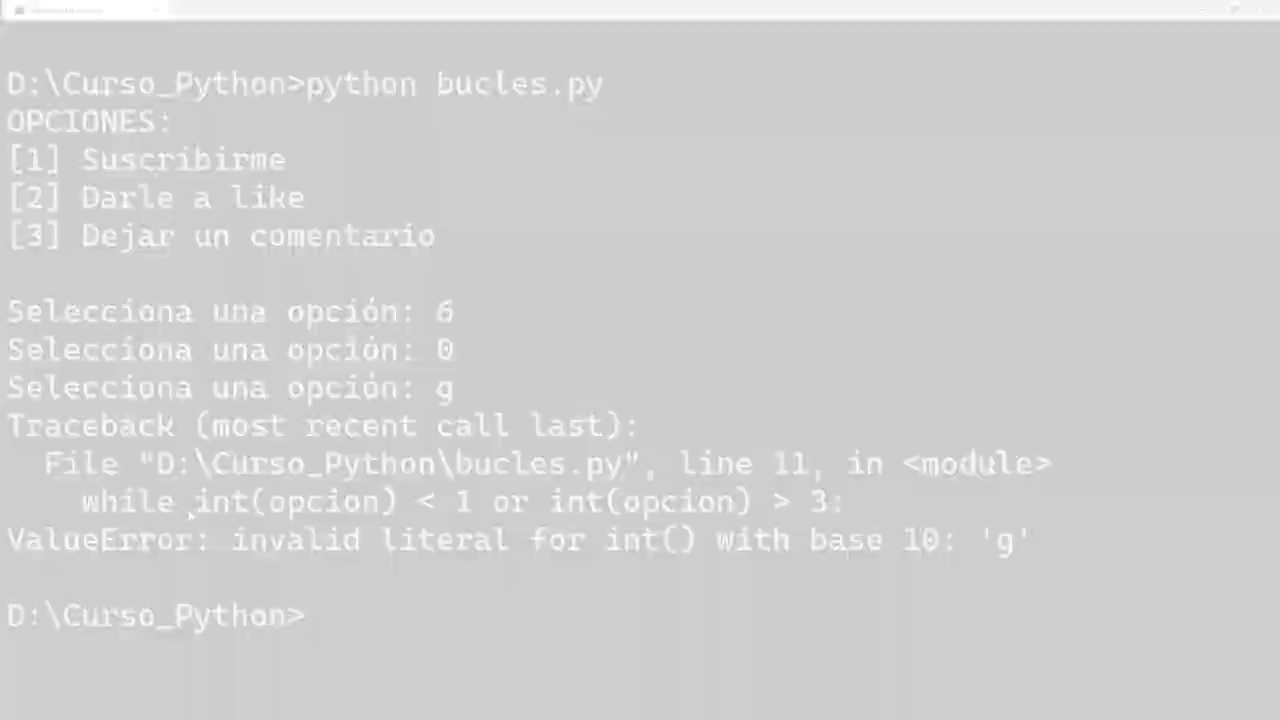 D:\Curso_Python>python bucles.py
OPCIONES:
[1] Suscribirme
[2] Darle a like
[3] Dejar un comentario
Selecciona una opción: 6
Selecciona una opción: 0
Selecciona una opción: g
Traceback (most recent call last):
  File "D:\Curso_Python\bucles.py", line 11, in <module>
    while int(opcion) < 1 or int(opcion) > 3:
ValueError: invalid literal for int() with base 10: 'g'
D:\Curso_Python>